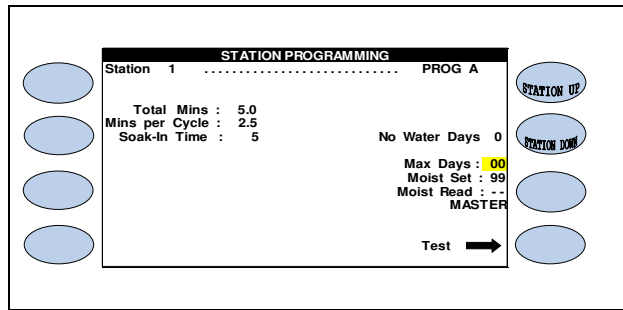 STATION PROGRAMMING
Station 1 ............................ PROG A
STATION UP
Total Mins : 5.0
Mins per Cycle : 2.5
Soak-In Time : 5
No Water Days 0
STATION DOWN
Max Days : 00
Moist Set : 99
Moist Read : --
MASTER
Test